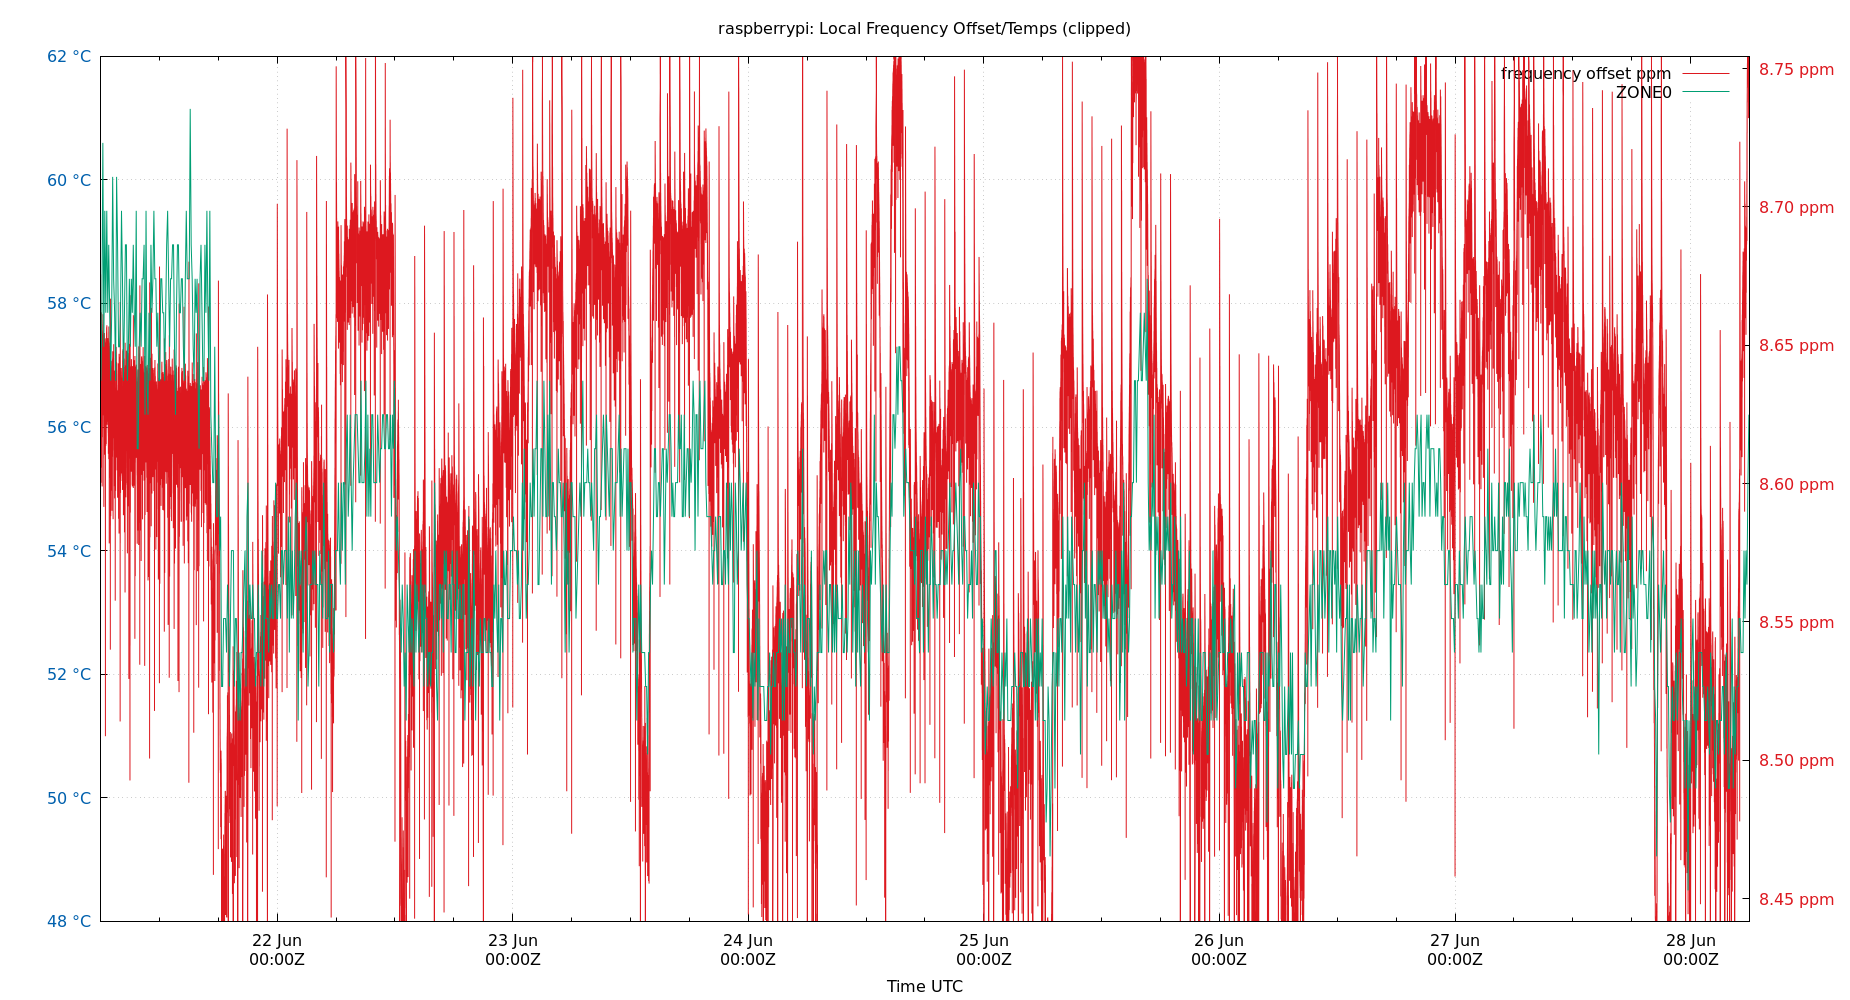 raspberrypi: Local Frequency Offset/Temps (clipped)
frequency offset ppm
ZONE0
62 °C
60 °C
58 °C
56 °C
54 °C
52 °C
50 °C
48 °C
8.75 ppm
8.70 ppm
8.65 ppm
8.60 ppm
8.55 ppm
8.50 ppm
8.45 ppm
22 Jun
00:00Z
23 Jun
00:00Z
24 Jun
00:00Z
25 Jun
00:00Z
26 Jun
00:00Z
27 Jun
00:00Z
28 Jun
00:00Z
Time UTC